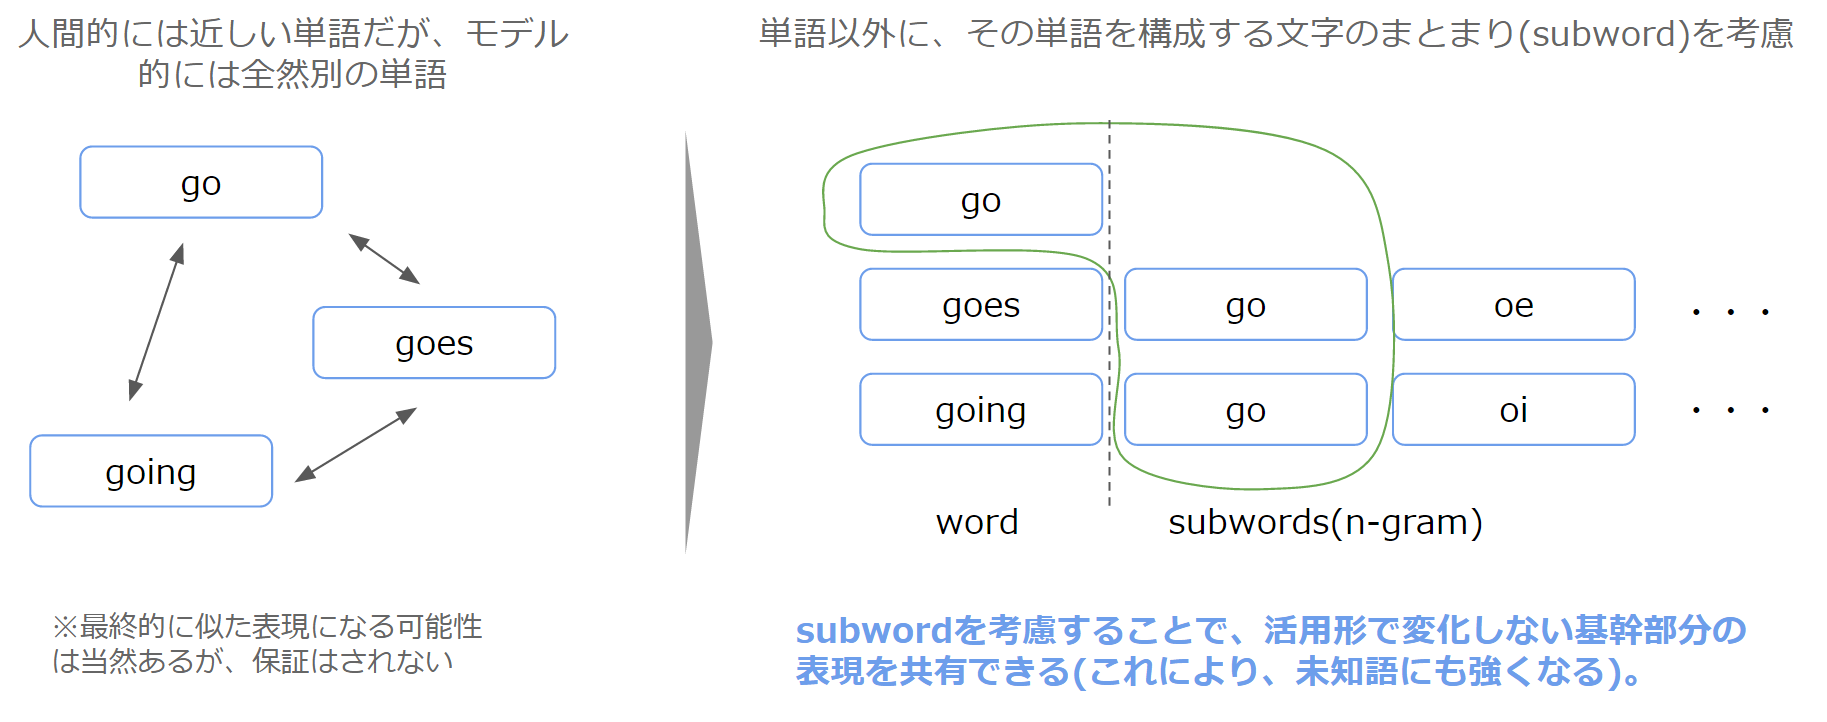 人間的には近しい単語だが、モデル
的には全然別の単語
go
goes
going
※最終的に似た表現になる可能性
は当然あるが、保証はされない
単語以外に、その単語を構成する文字のまとまり(subword)を考慮
go
goes go oe ・・・
going go oi ・・・
word subwords(n-gram)
subwordを考慮することで、活用形で変化しない基幹部分の
表現を共有できる(これにより、未知語にも強くなる)。